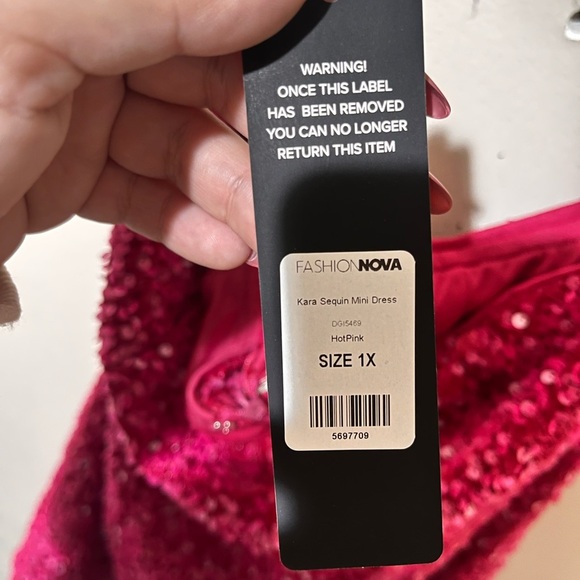 WARNING!
ONCE THIS LABEL
HAS BEEN REMOVED
YOU CAN NO LONGER
RETURN THIS ITEM
FASHIONNOVA
Kara Sequin Mini Dress
DGI5469
HotPink
SIZE 1X
5697709